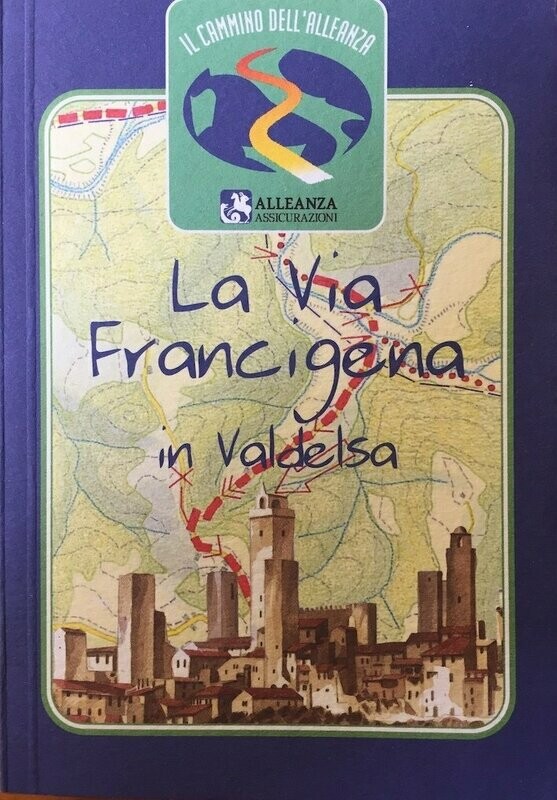 IL CAMMINO DELL'ALLEANZA
ALLEANZA
ASSICURAZIONI
La Via
Francigena
in Valdelsa